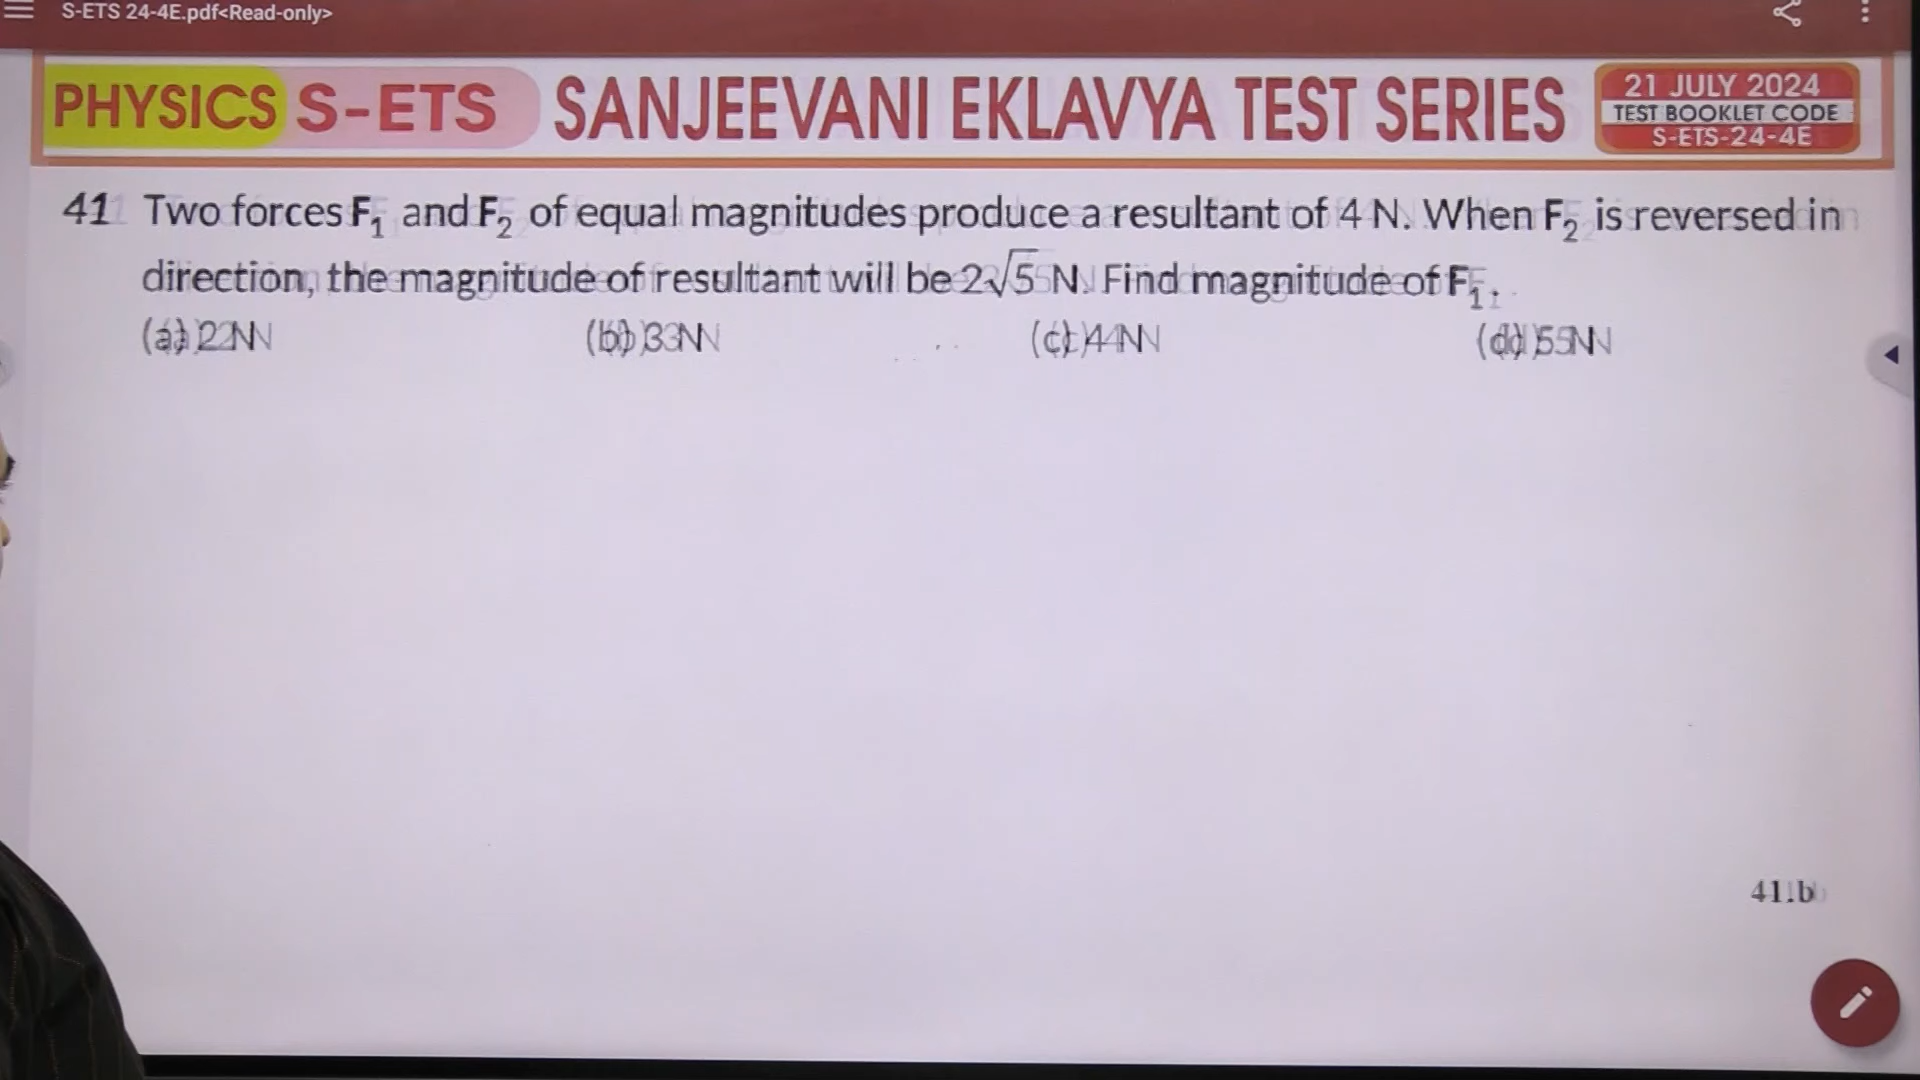 S-ETS 24-4E.pdf<Read-only>
PHYSICS S-ETS SANJEEVANI EKLAVYA TEST SERIES
21 JULY 2024
TEST BOOKLET CODE
S-ETS-24-4E
41 Two forces F₁ and F₂ of equal magnitudes produce a resultant of 4 N. When F₂ is reversed in
direction, the magnitude of resultant will be 2√5 N. Find magnitude of F₁.
(a) 2 N (b) 3 N (c) 4 N (d) 5 N
41.b